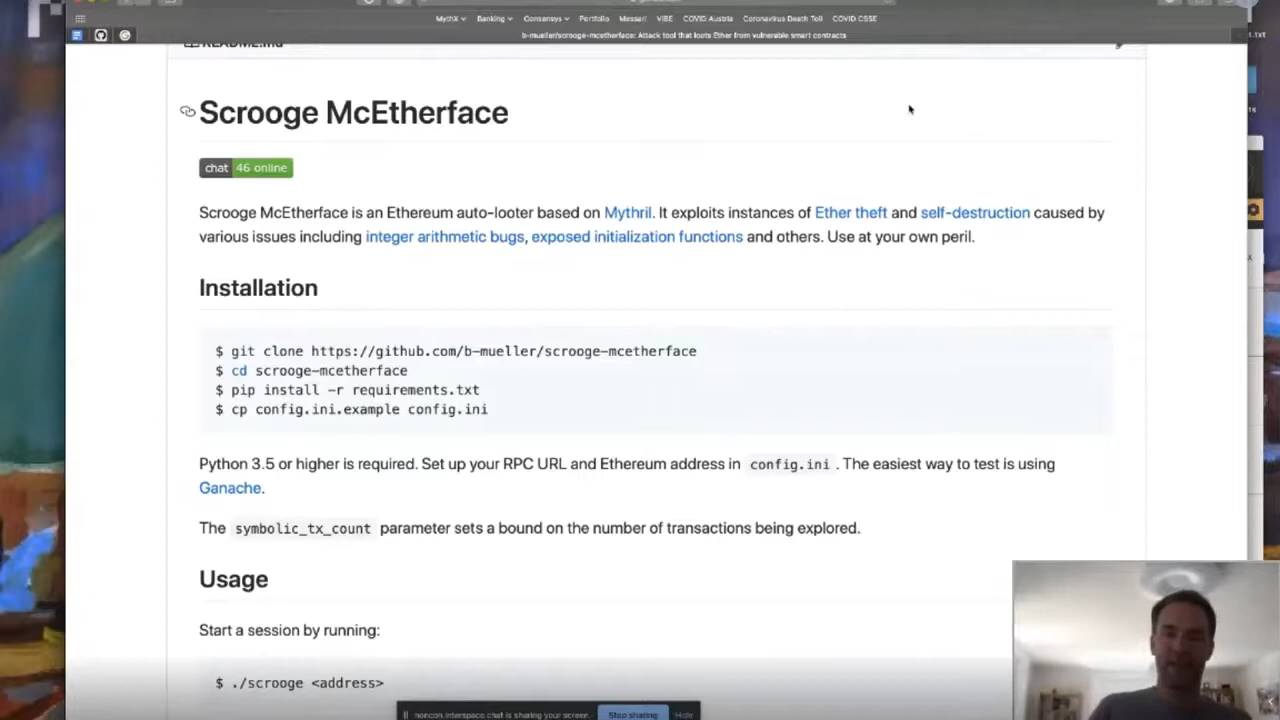 MythX Banking Consensys Portfolio Messari VIBE COVID Austria Coronavirus Death Toll COVID CSSE
b-mueller/scrooge-mcetherface: Attack tool that loots Ether from vulnerable smart contracts
README.md
Scrooge McEtherface
chat 46 online
Scrooge McEtherface is an Ethereum auto-looter based on Mythril. It exploits instances of Ether theft and self-destruction caused by
various issues including integer arithmetic bugs, exposed initialization functions and others. Use at your own peril.
Installation
$ git clone https://github.com/b-mueller/scrooge-mcetherface
$ cd scrooge-mcetherface
$ pip install -r requirements.txt
$ cp config.ini.example config.ini
Python 3.5 or higher is required. Set up your RPC URL and Ethereum address in config.ini . The easiest way to test is using
Ganache.
The symbolic_tx_count parameter sets a bound on the number of transactions being explored.
Usage
Start a session by running:
$ ./scrooge <address>
noncon.interspace.chat is sharing your screen. Stop sharing Hide